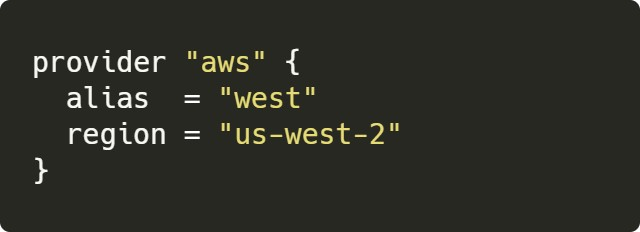 provider "aws" {
  alias  = "west"
  region = "us-west-2"
}